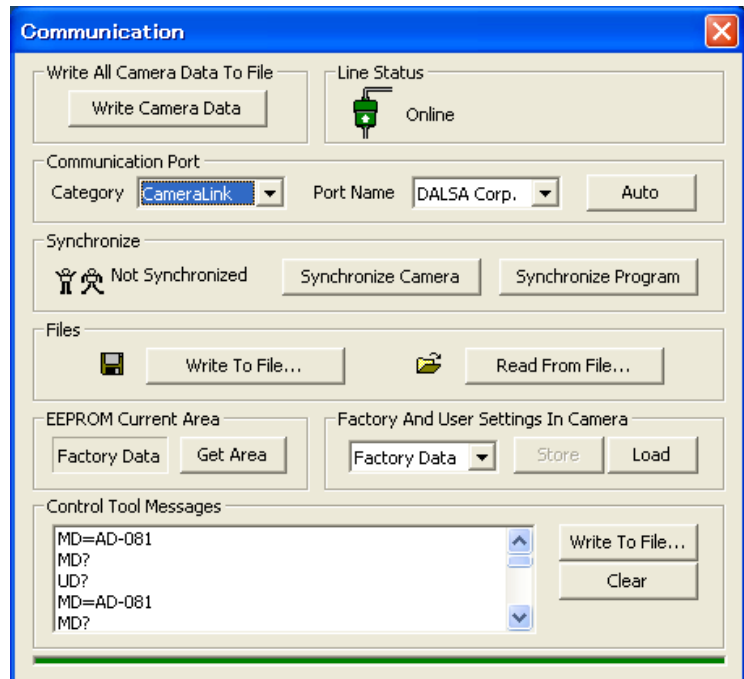 Communication
Write All Camera Data To File
Write Camera Data
Line Status
Online
Communication Port
Category CameraLink Port Name DALSA Corp. Auto
Synchronize
Not Synchronized Synchronize Camera Synchronize Program
Files
Write To File... Read From File...
EEPROM Current Area
Factory Data Get Area
Factory And User Settings In Camera
Factory Data Store Load
Control Tool Messages
MD=AD-081
MD?
UD?
MD=AD-081
MD?
Write To File...
Clear